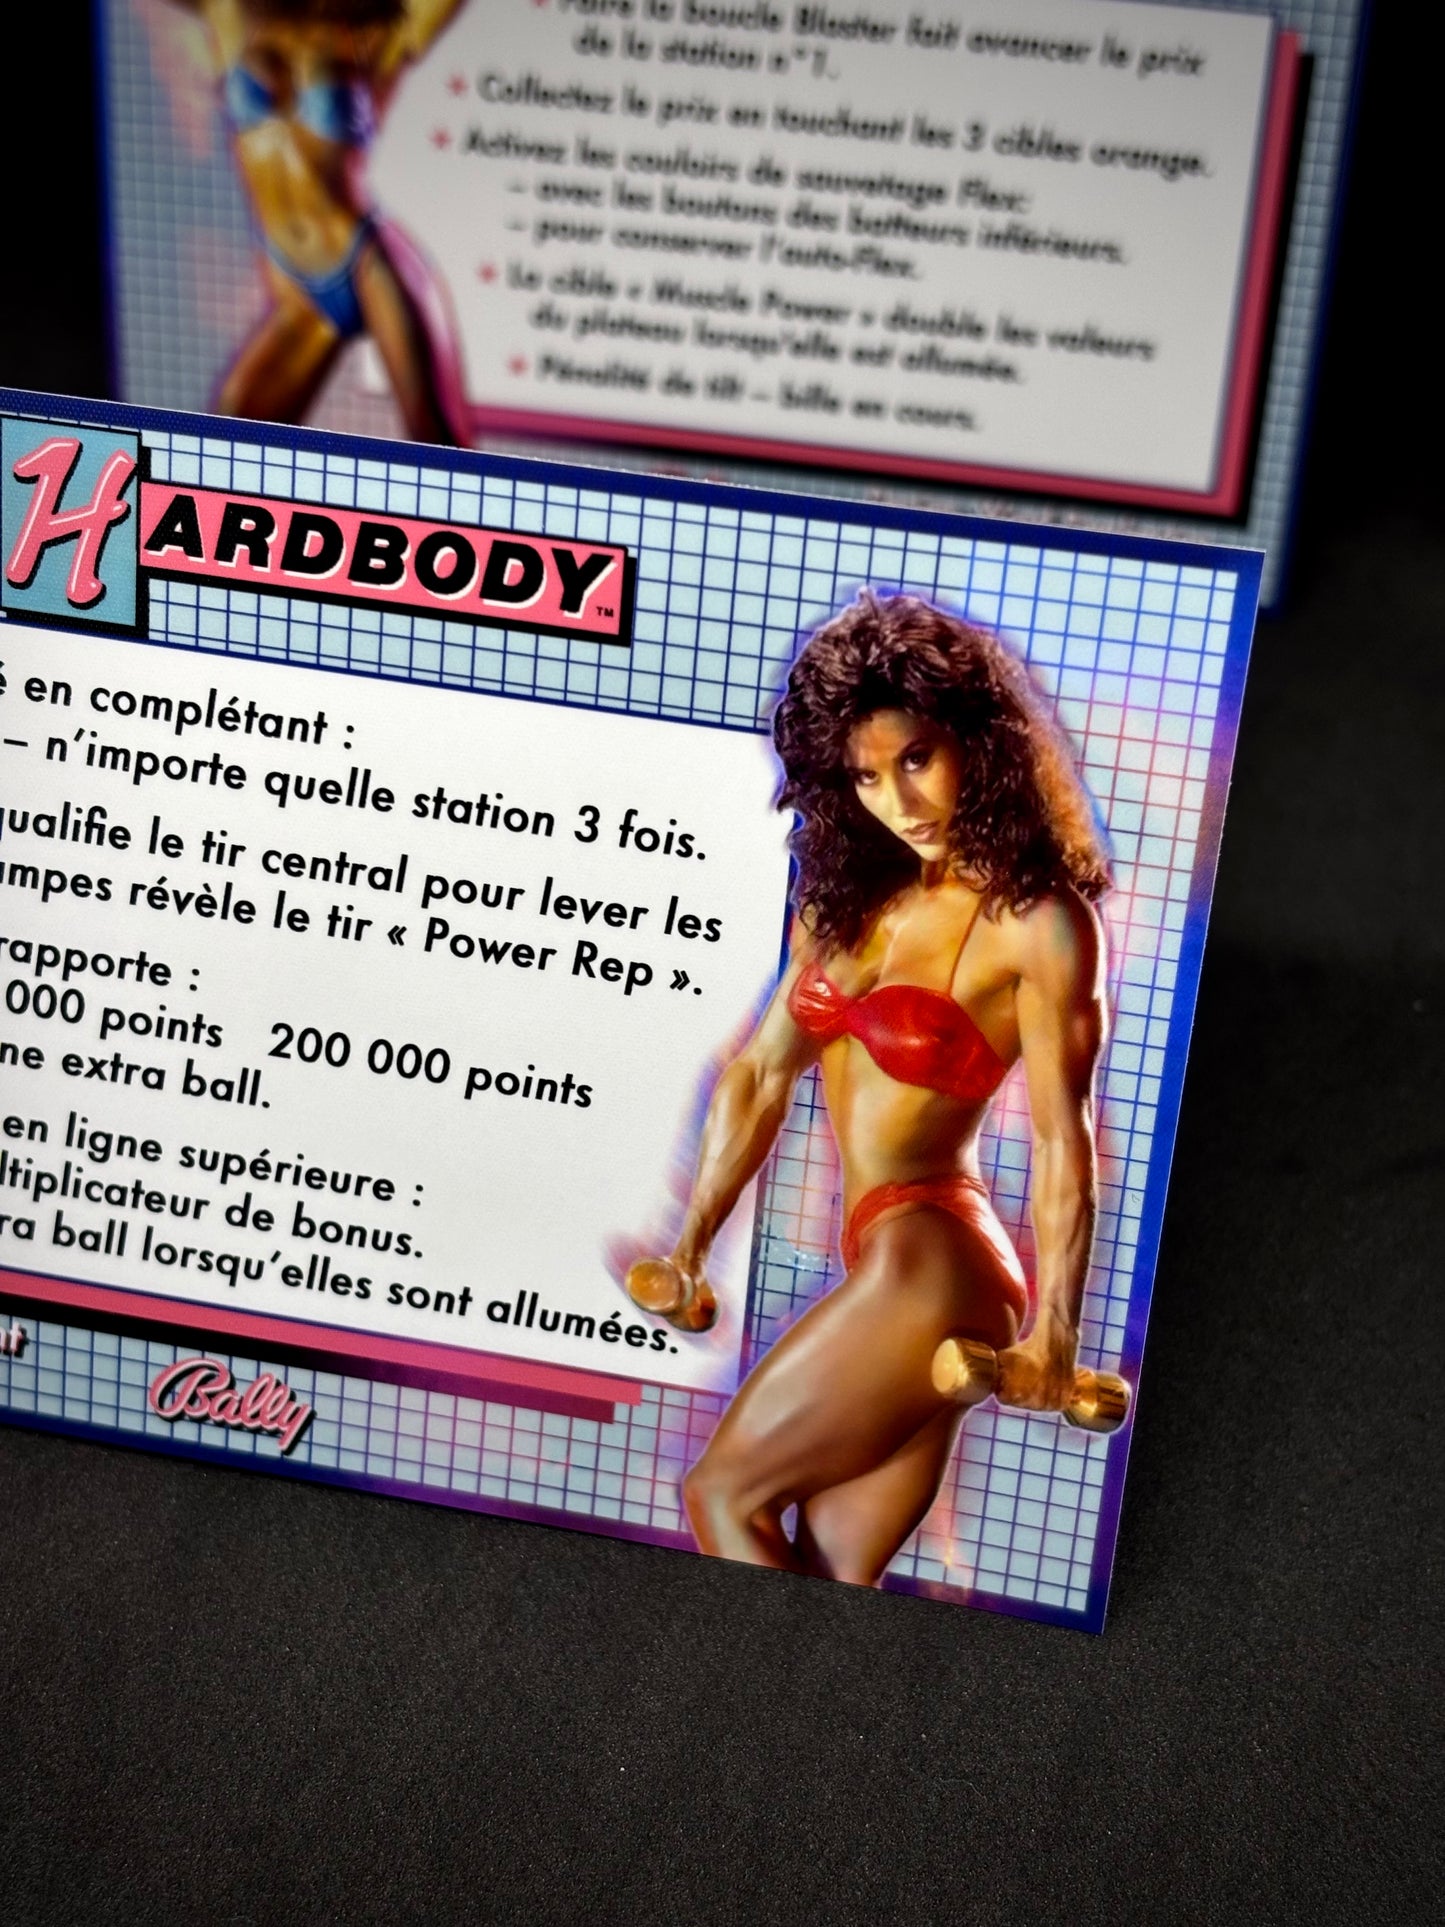 Faire la boucle Blaster fait avancer le prix
de la station n°1.
Collectez le prix en touchant les 3 cibles orange.
Activez les couloirs de sauvetage Flex:
– avec les boutons des batteurs inférieurs.
– pour conserver l'auto-Flex.
La cible « Muscle Power » double les valeurs
du plateau lorsqu'elle est allumée.
Pénalité de tilt – bille en cours.
HARDBODY™
é en complétant :
– n'importe quelle station 3 fois.
qualifie le tir central pour lever les
ampes révèle le tir « Power Rep ».
rapporte :
000 points 200 000 points
ne extra ball.
en ligne supérieure :
ltiplicateur de bonus.
ra ball lorsqu'elles sont allumées.
nt
Bally